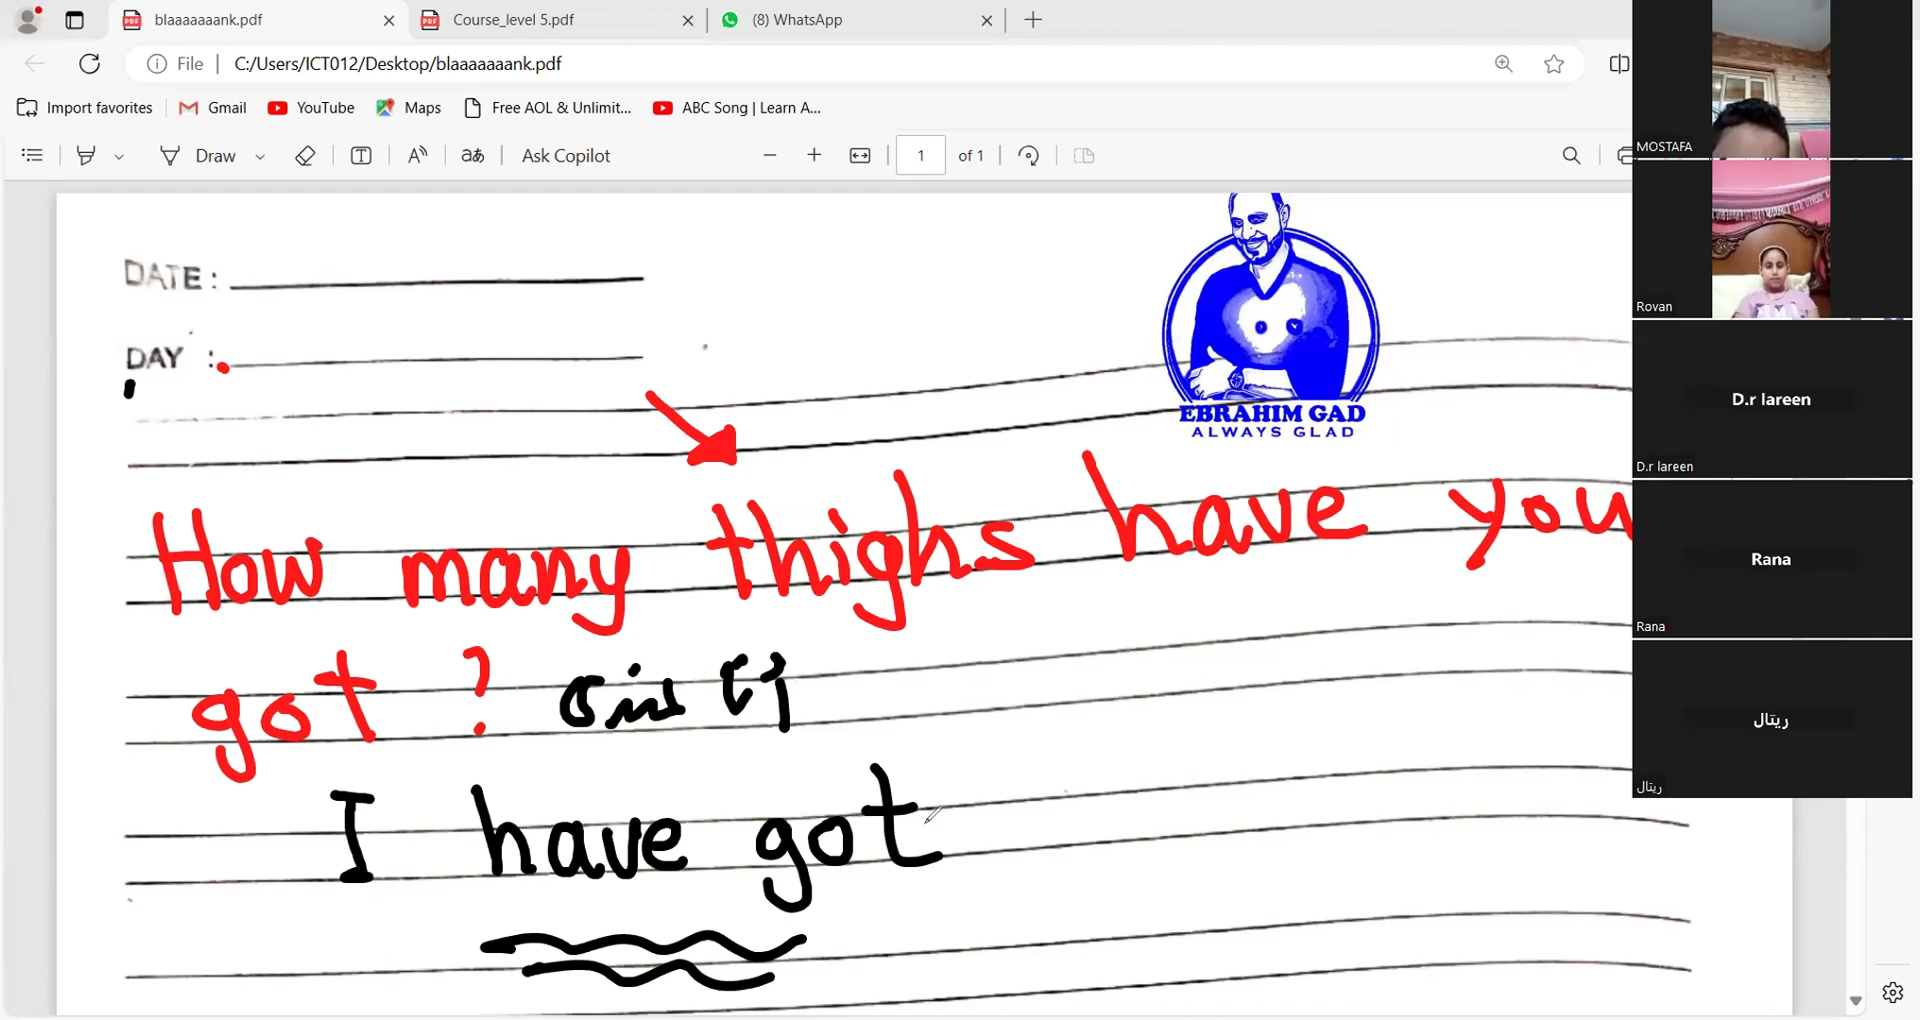 blaaaaaaank.pdf
Course_level 5.pdf
(8) WhatsApp
File
C:/Users/ICT012/Desktop/blaaaaaaank.pdf
Import favorites
Gmail
YouTube
Maps
Free AOL & Unlimit...
ABC Song | Learn A...
Draw
aあ
Ask Copilot
1 of 1
DATE :
DAY :
EBRAHIM GAD
ALWAYS GLAD
How many thighs have you
got ?
I have got
MOSTAFA
Rovan
D.r lareen
D.r lareen
Rana
Rana
ريتال
ريتال